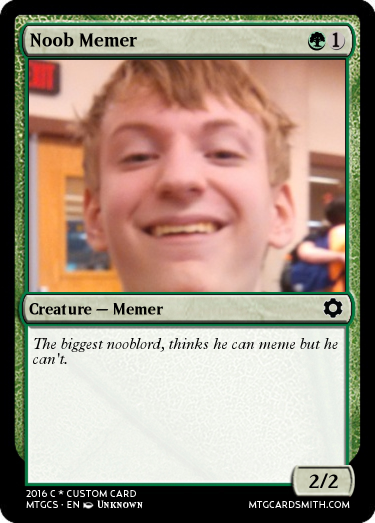 Noob Memer 1
Creature — Memer
The biggest nooblord, thinks he can meme but he
can't.
2/2
2016 C * CUSTOM CARD
MTGCS • EN Unknown
MTGCARDSMITH.COM